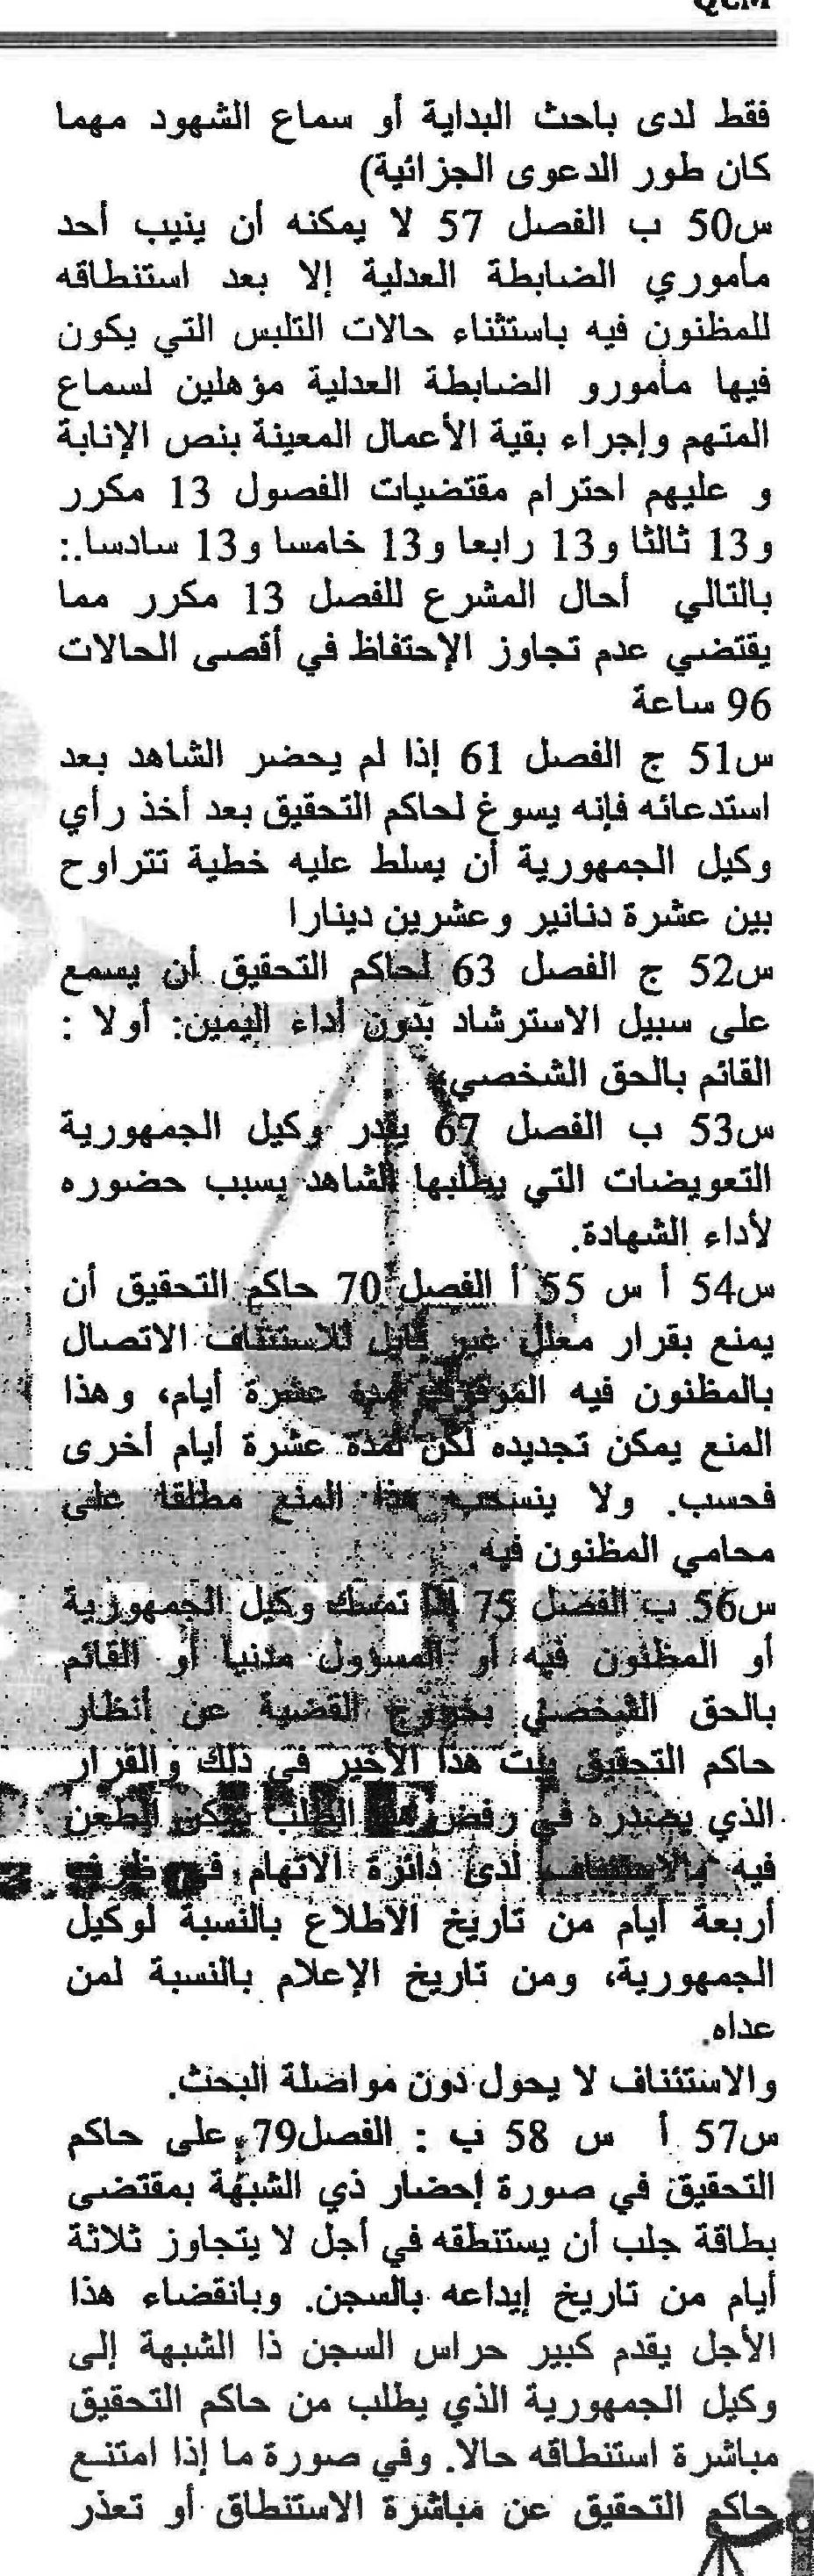 QCM
فقط لدى باحث البداية أو سماع الشهود مهما
كان طور الدعوى الجزائية)
س50 ب الفصل 57 لا يمكنه أن ينيب أحد
مأموري الضابطة العدلية إلا بعد استنطاقه
للمظنون فيه باستثناء حالات التلبس التي يكون
فيها مأمورو الضابطة العدلية مؤهلين لسماع
المتهم وإجراء بقية الأعمال المعينة بنص الإنابة
و عليهم احترام مقتضيات الفصول 13 مكرر
و13 ثالثا و13 رابعا و13 خامسا و13 سادسا.:
بالتالي أحال المشرع للفصل 13 مكرر مما
يقتضي عدم تجاوز الإحتفاظ في أقصى الحالات
96 ساعة
س51 ج الفصل 61 إذا لم يحضر الشاهد بعد
استدعائه فإنه يسوغ لحاكم التحقيق بعد أخذ رأي
وكيل الجمهورية أن يسلط عليه خطية تتراوح
بين عشرة دنانير وعشرين دينارا
س52 ج الفصل 63 لحاكم التحقيق أن يسمع
على سبيل الاسترشاد بدون أداء اليمين: أولا :
القائم بالحق الشخصي
س53 ب الفصل 67 يقدر وكيل الجمهورية
التعويضات التي يطلبها الشاهد بسبب حضوره
لأداء الشهادة.
س54 أ س 55 أ الفصل 70 حاكم التحقيق أن
يمنع بقرار معلل غير قابل للاستئناف الاتصال
بالمظنون فيه الموقوف لمدة عشرة أيام، وهذا
المنع يمكن تجديده لكن لمدة عشرة أيام أخرى
فحسب. ولا ينسحب هذا المنع مطلقا على
محامي المظنون فيه.
س56 ب الفصل 75 إذا تمسك وكيل الجمهورية
أو المظنون فيه أو المسؤول مدنيا أو القائم
بالحق الشخصي بخروج القضية عن أنظار
حاكم التحقيق يبت هذا الأخير في ذلك والقرار
الذي يصدره في رفض هذا الطلب يمكن الطعن
فيه بالاستئناف لدى دائرة الاتهام في ظرف
أربعة أيام من تاريخ الاطلاع بالنسبة لوكيل
الجمهورية، ومن تاريخ الإعلام بالنسبة لمن
عداه.
والاستئناف لا يحول دون مواصلة البحث.
س57 أ س 58 ب : الفصل79 على حاكم
التحقيق في صورة إحضار ذي الشبهة بمقتضى
بطاقة جلب أن يستنطقه في أجل لا يتجاوز ثلاثة
أيام من تاريخ إيداعه بالسجن. وبانقضاء هذا
الأجل يقدم كبير حراس السجن ذا الشبهة إلى
وكيل الجمهورية الذي يطلب من حاكم التحقيق
مباشرة استنطاقه حالا. وفي صورة ما إذا امتنع
حاكم التحقيق عن مباشرة الاستنطاق أو تعذر